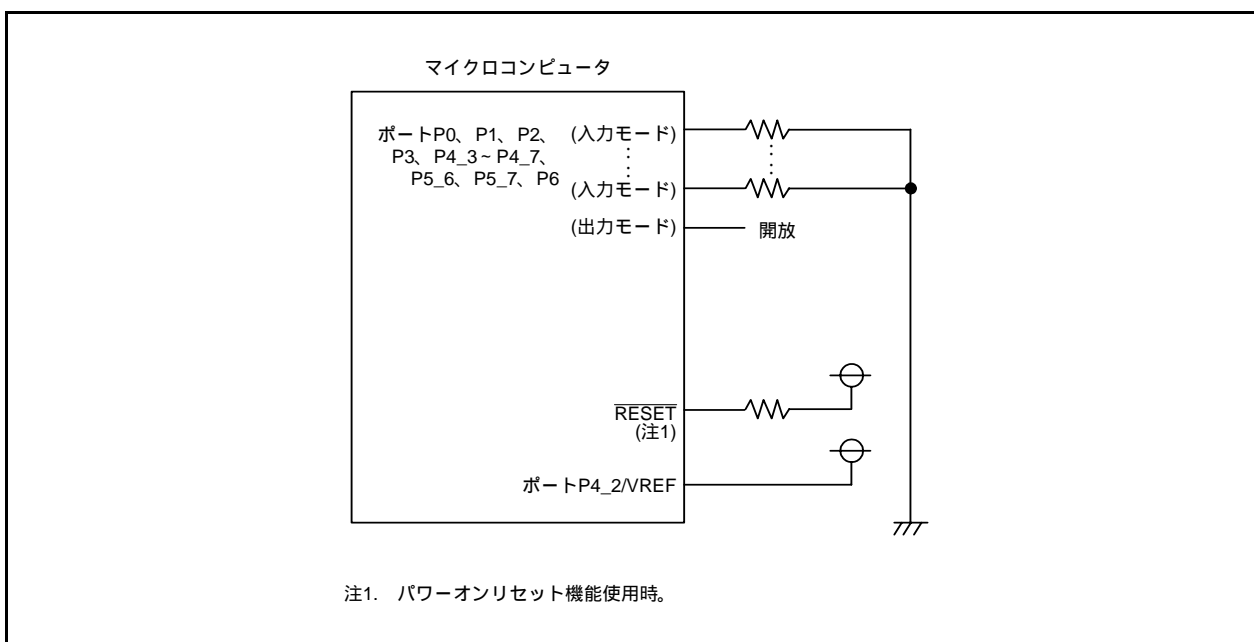 マイクロコンピュータ
ポートP0、P1、P2、 (入力モード)
P3、P4_3~P4_7、
P5_6、P5_7、P6 (入力モード)
(出力モード) 開放
RESET
(注1)
ポートP4_2/VREF
注1. パワーオンリセット機能使用時。